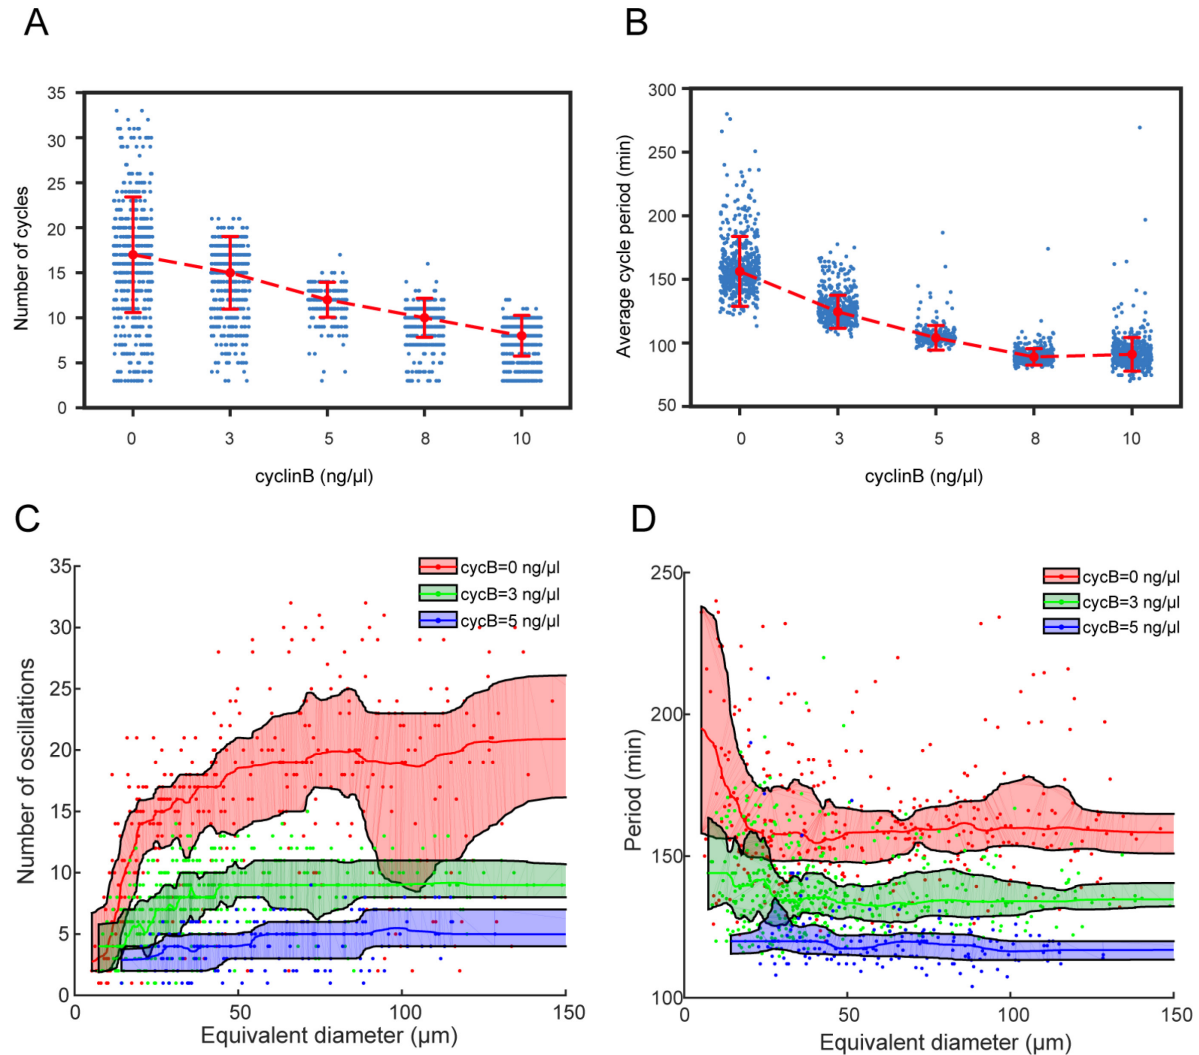 A
35
30
25
20
15
10
5
0
Number of cycles
0 3 5 8 10
cyclinB (ng/µl)
B
300
250
200
150
100
50
Average cycle period (min)
0 3 5 8 10
cyclinB (ng/µl)
C
35
30
25
20
15
10
5
0
Number of oscillations
cycB=0 ng/µl
cycB=3 ng/µl
cycB=5 ng/µl
0 50 100 150
Equivalent diameter (µm)
D
250
200
150
100
Period (min)
cycB=0 ng/µl
cycB=3 ng/µl
cycB=5 ng/µl
0 50 100 150
Equivalent diameter (µm)